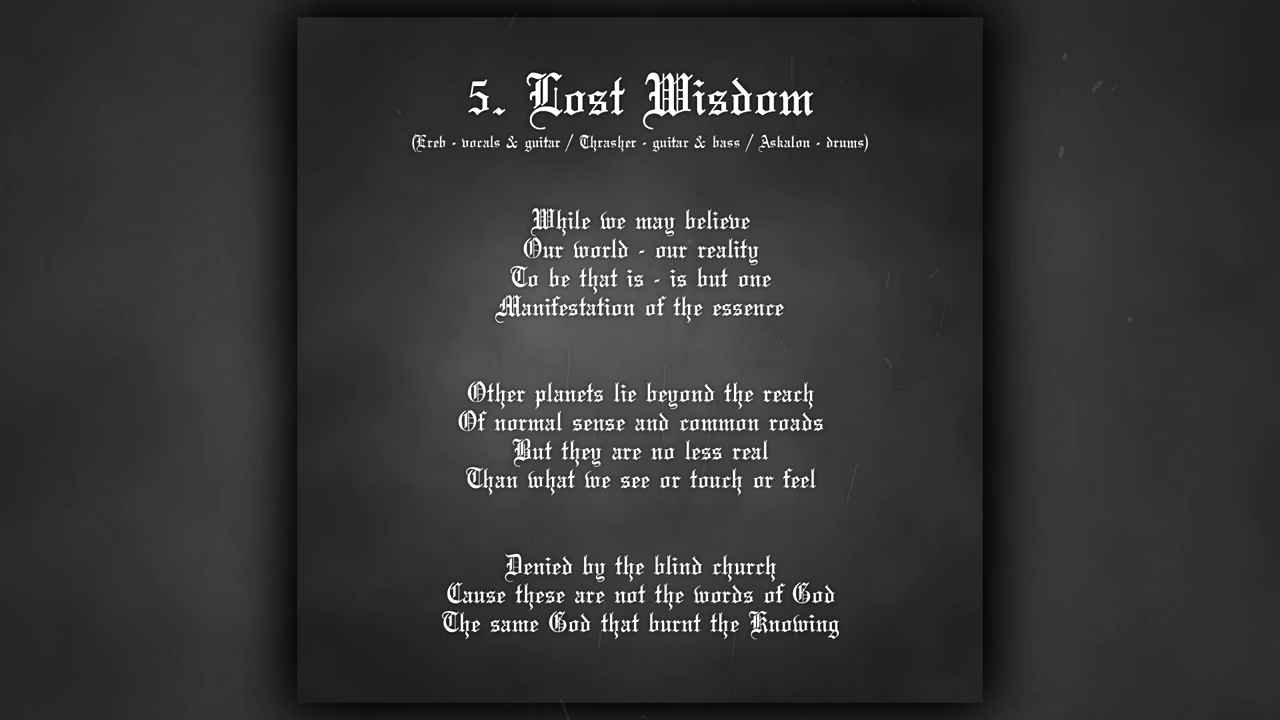 5. Lost Wisdom
(Ereb - vocals & guitar / Thrasher - guitar & bass / Askalon - drums)
While we may believe
Our world - our reality
To be that is - is but one
Manifestation of the essence
Other planets lie beyond the reach
Of normal sense and common roads
But they are no less real
Than what we see or touch or feel
Denied by the blind church
Cause these are not the words of God
The same God that burnt the Knowing